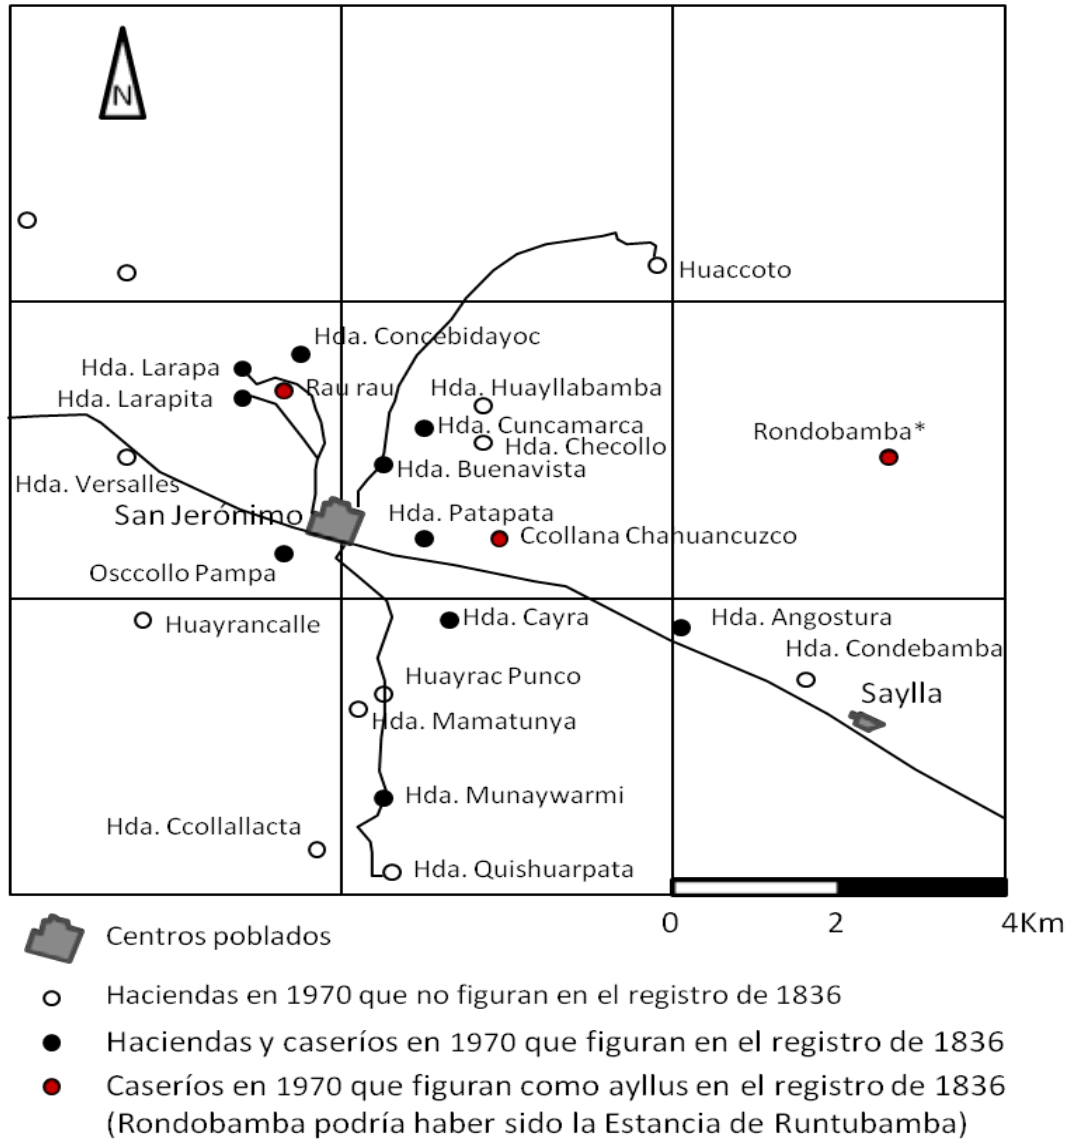 N
Huaccoto
Hda. Concebidayoc
Hda. Larapa
Rau rau
Hda. Huayllabamba
Hda. Larapita
Hda. Cuncamarca
Rondobamba*
Hda. Checollo
Hda. Buenavista
Hda. Versalles
San Jerónimo
Hda. Patapata
Ccollana Chahuancuzco
Osccollo Pampa
Huayrancalle
Hda. Cayra
Hda. Angostura
Hda. Condebamba
Huayrac Punco
Saylla
Hda. Mamatunya
Hda. Munaywarmi
Hda. Ccollallacta
Hda. Quishuarpata
0 2 4Km
Centros poblados
Haciendas en 1970 que no figuran en el registro de 1836
Haciendas y caseríos en 1970 que figuran en el registro de 1836
Caseríos en 1970 que figuran como ayllus en el registro de 1836
(Rondobamba podría haber sido la Estancia de Runtubamba)